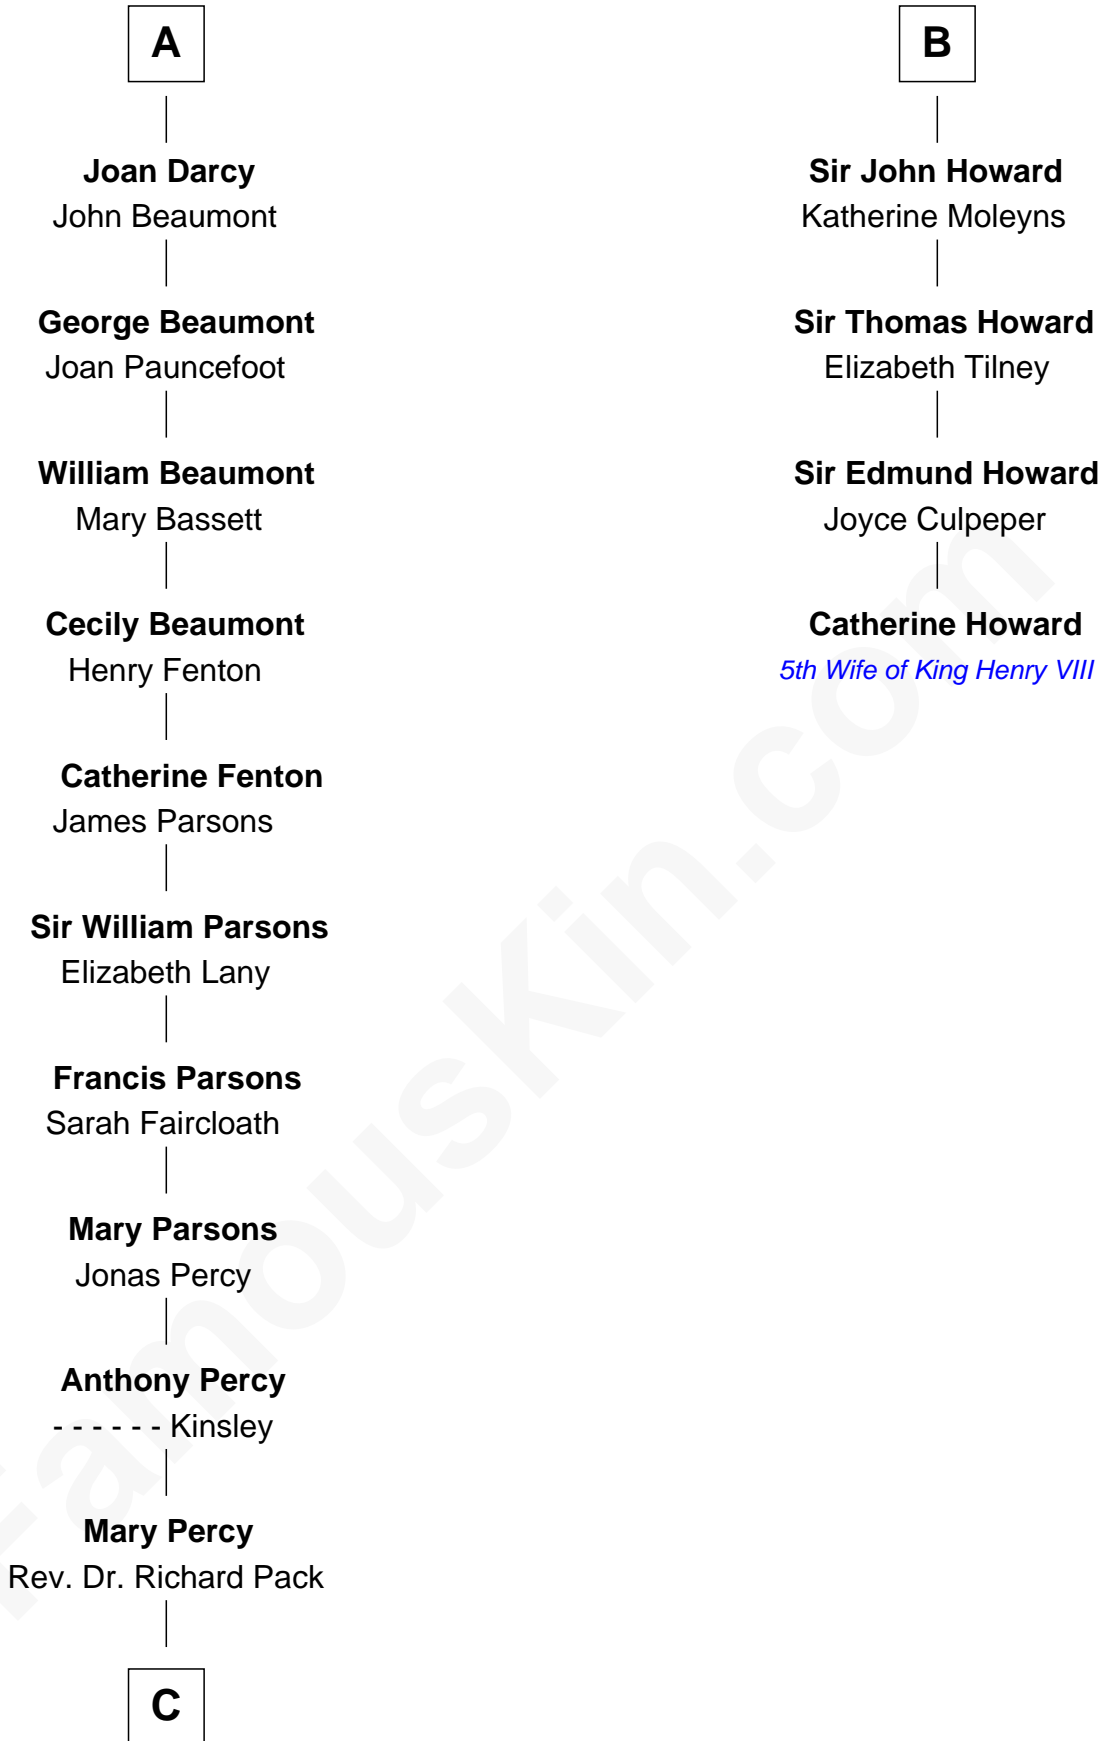 A
Joan Darcy
John Beaumont
George Beaumont
Joan Pauncefoot
William Beaumont
Mary Bassett
Cecily Beaumont
Henry Fenton
Catherine Fenton
James Parsons
Sir William Parsons
Elizabeth Lany
Francis Parsons
Sarah Faircloath
Mary Parsons
Jonas Percy
Anthony Percy
- - - - - - Kinsley
Mary Percy
Rev. Dr. Richard Pack
C
B
Sir John Howard
Katherine Moleyns
Sir Thomas Howard
Elizabeth Tilney
Sir Edmund Howard
Joyce Culpeper
Catherine Howard
5th Wife of King Henry VIII
FamousKin.com